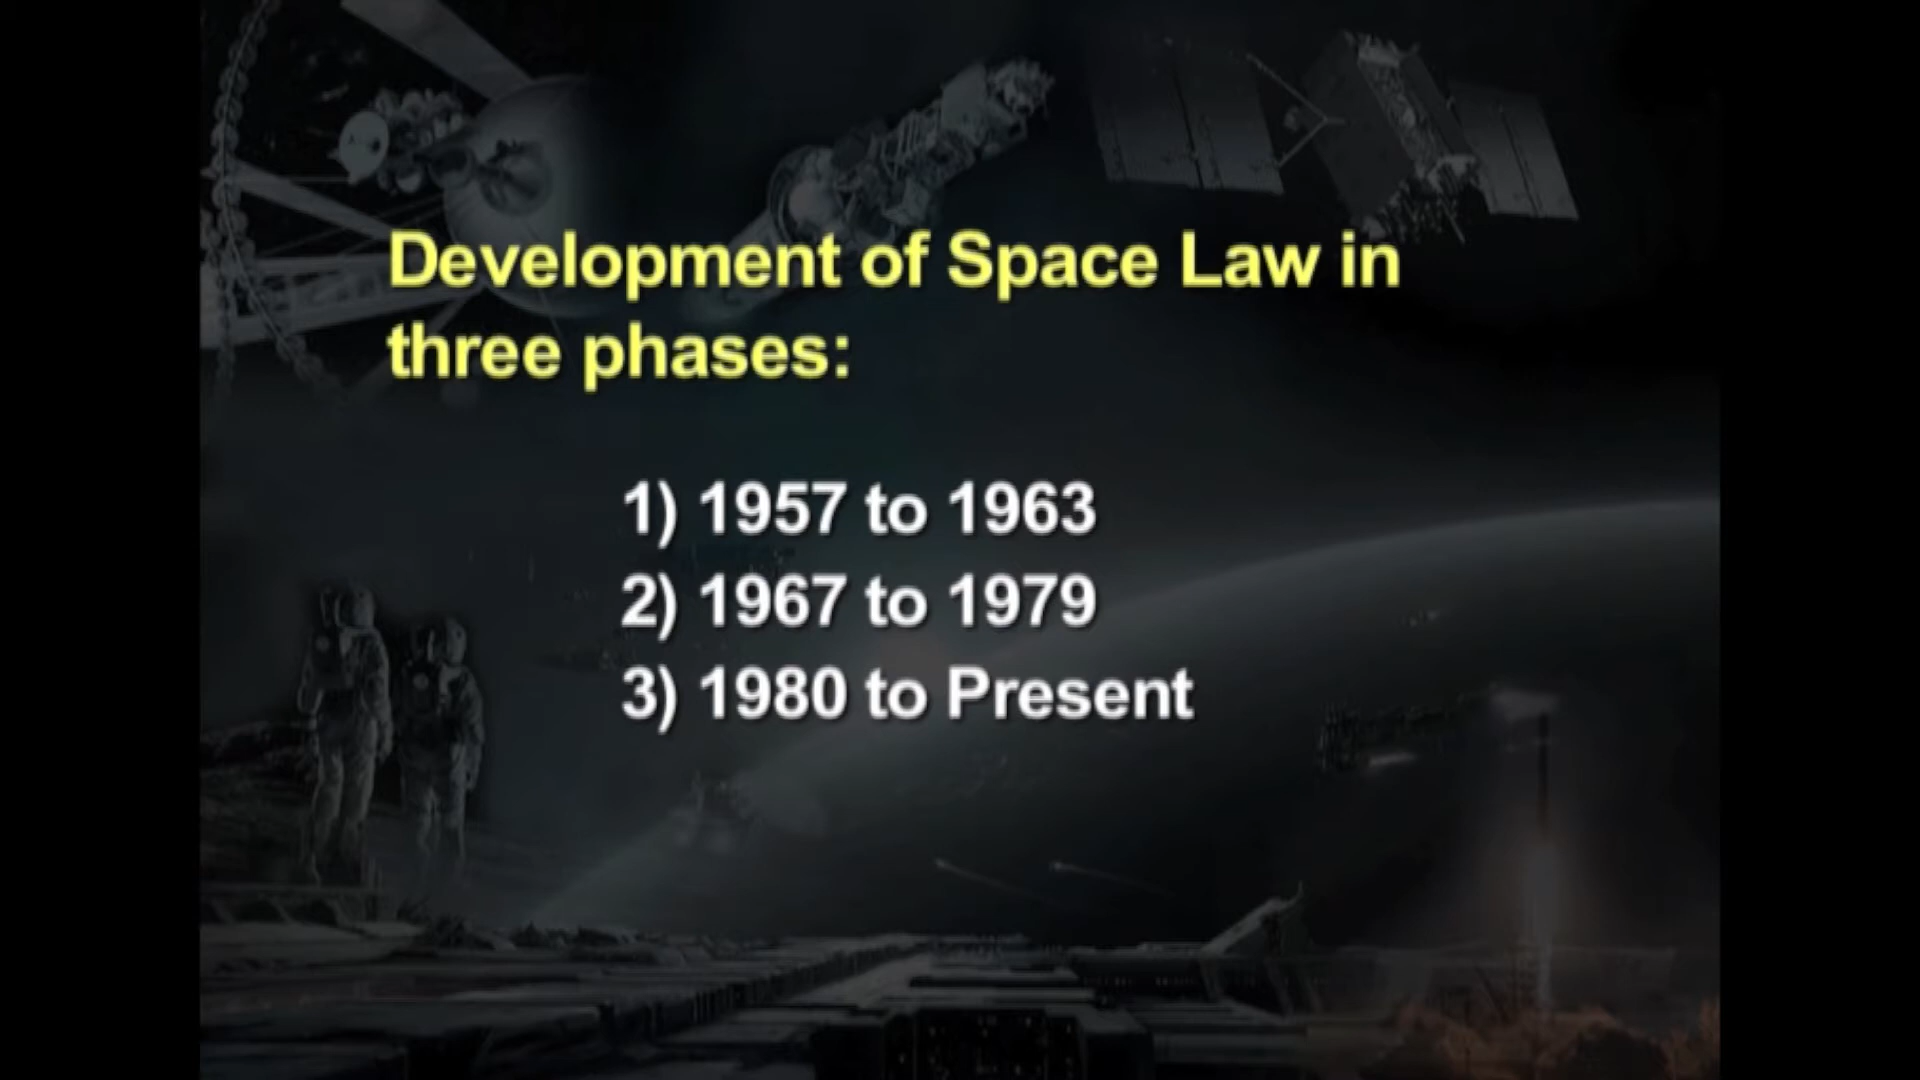 Development of Space Law in
three phases:
1) 1957 to 1963
2) 1967 to 1979
3) 1980 to Present